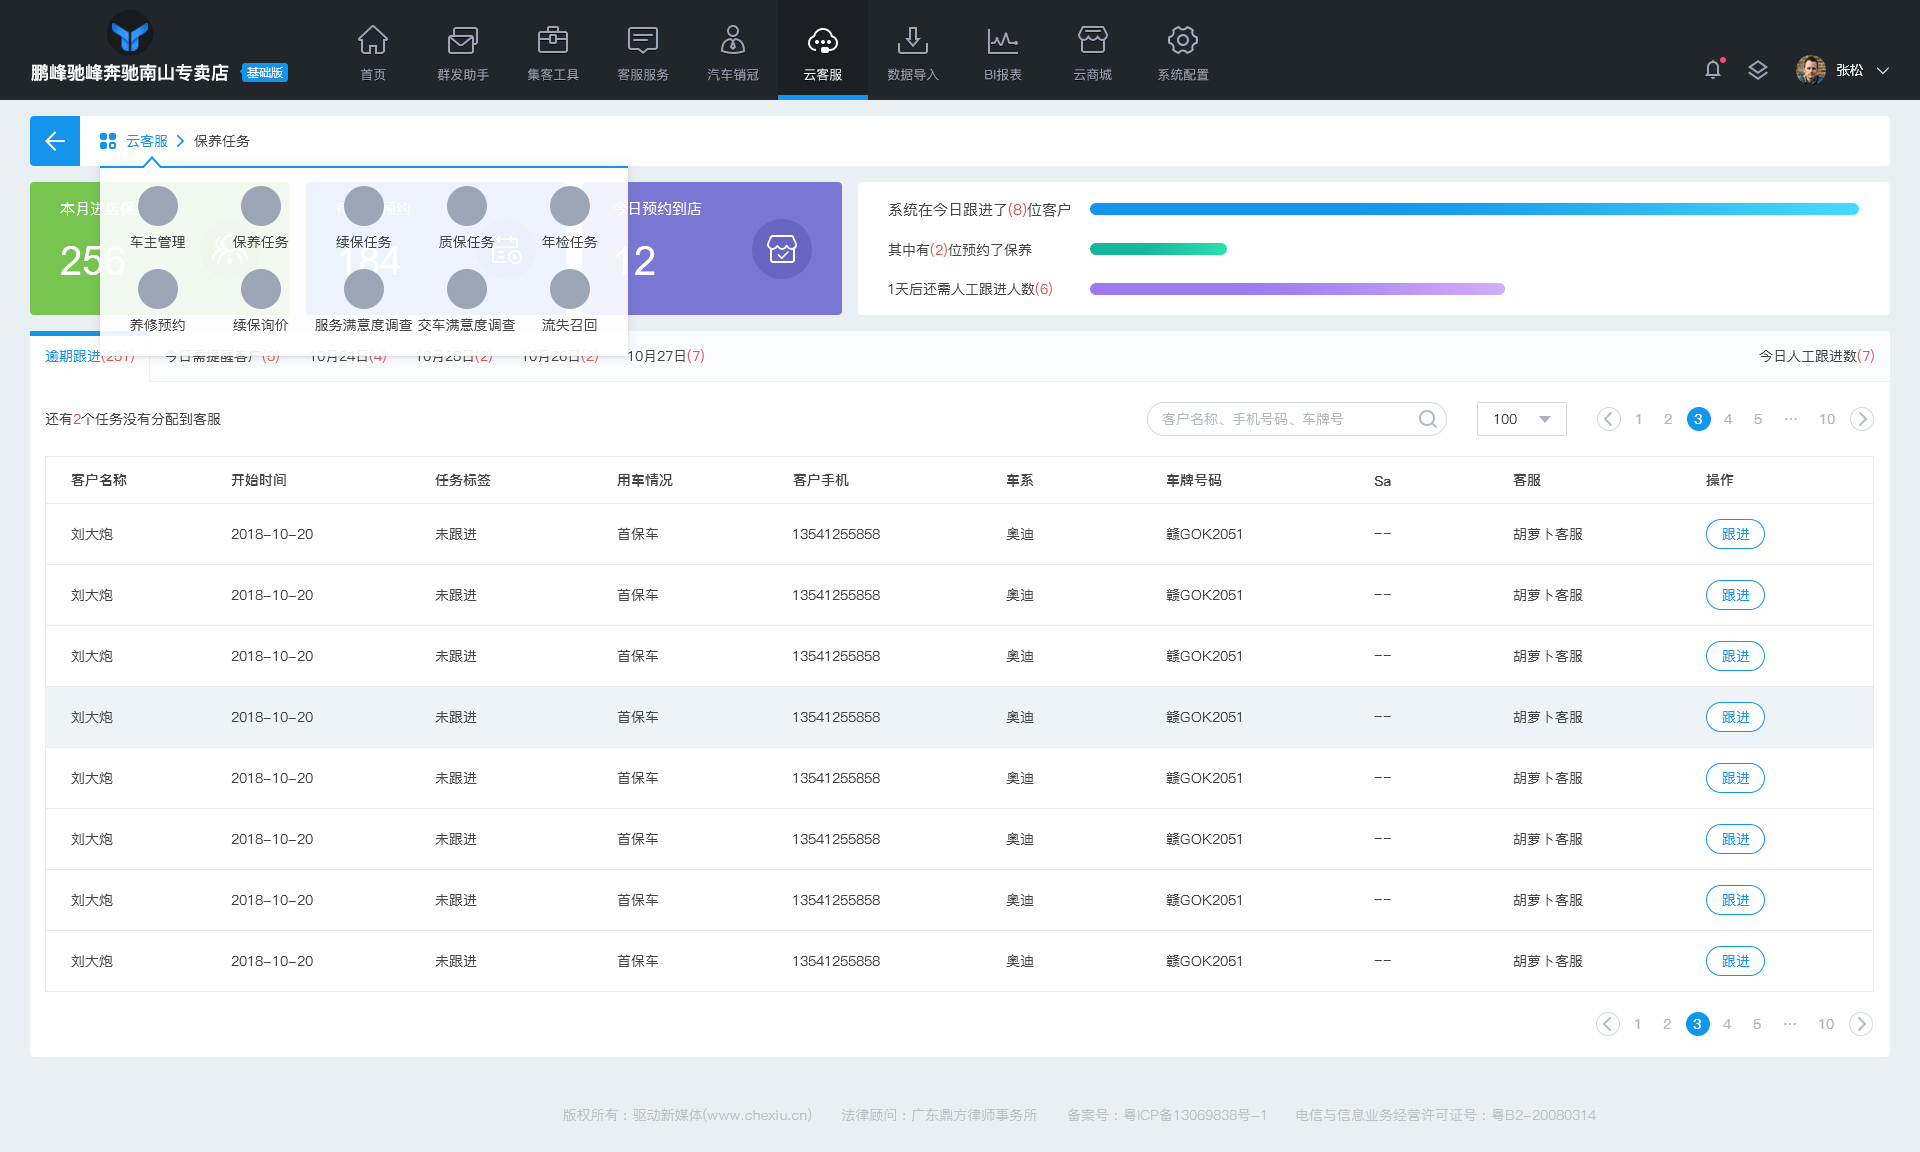 鹏峰驰峰奔驰南山专卖店 基础版
首页 群发助手 集客工具 客服服务 汽车销冠 云客服 数据导入 BI报表 云商城 系统配置
张松
云客服 保养任务
本月进店保
预约
今日预约到店
256
184
12
车主管理 保养任务 续保任务 质保任务 年检任务
养修预约 续保询价 服务满意度调查 交车满意度调查 流失召回
系统在今日跟进了(8)位客户
其中有(2)位预约了保养
1天后还需人工跟进人数(6)
逾期跟进(251) 今日需提醒客户(5) 10月24日(4) 10月25日(2) 10月26日(2) 10月27日(7) 今日人工跟进数(7)
还有2个任务没有分配到客服 客户名称、手机号码、车牌号 100 1 2 3 4 5 ··· 10
客户名称 开始时间 任务标签 用车情况 客户手机 车系 车牌号码 Sa 客服 操作
刘大炮 2018-10-20 未跟进 首保车 13541255858 奥迪 赣GOK2051 -- 胡萝卜客服 跟进
刘大炮 2018-10-20 未跟进 首保车 13541255858 奥迪 赣GOK2051 -- 胡萝卜客服 跟进
刘大炮 2018-10-20 未跟进 首保车 13541255858 奥迪 赣GOK2051 -- 胡萝卜客服 跟进
刘大炮 2018-10-20 未跟进 首保车 13541255858 奥迪 赣GOK2051 -- 胡萝卜客服 跟进
刘大炮 2018-10-20 未跟进 首保车 13541255858 奥迪 赣GOK2051 -- 胡萝卜客服 跟进
刘大炮 2018-10-20 未跟进 首保车 13541255858 奥迪 赣GOK2051 -- 胡萝卜客服 跟进
刘大炮 2018-10-20 未跟进 首保车 13541255858 奥迪 赣GOK2051 -- 胡萝卜客服 跟进
刘大炮 2018-10-20 未跟进 首保车 13541255858 奥迪 赣GOK2051 -- 胡萝卜客服 跟进
1 2 3 4 5 ··· 10
版权所有：驱动新媒体(www.chexiu.cn) 法律顾问：广东鼎方律师事务所 备案号：粤ICP备13069838号-1 电信与信息业务经营许可证号：粤B2-20080314